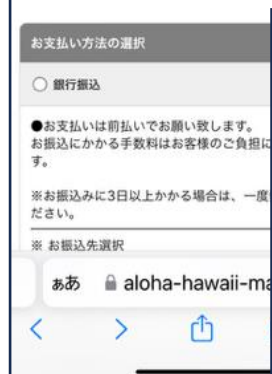 お支払い方法の選択
銀行振込
●お支払いは前払いでお願い致します。
お振込にかかる手数料はお客様のご負担に
す。
※お振込みに3日以上かかる場合は、一度
ださい。
※ お振込先選択
ぁあ aloha-hawaii-ma